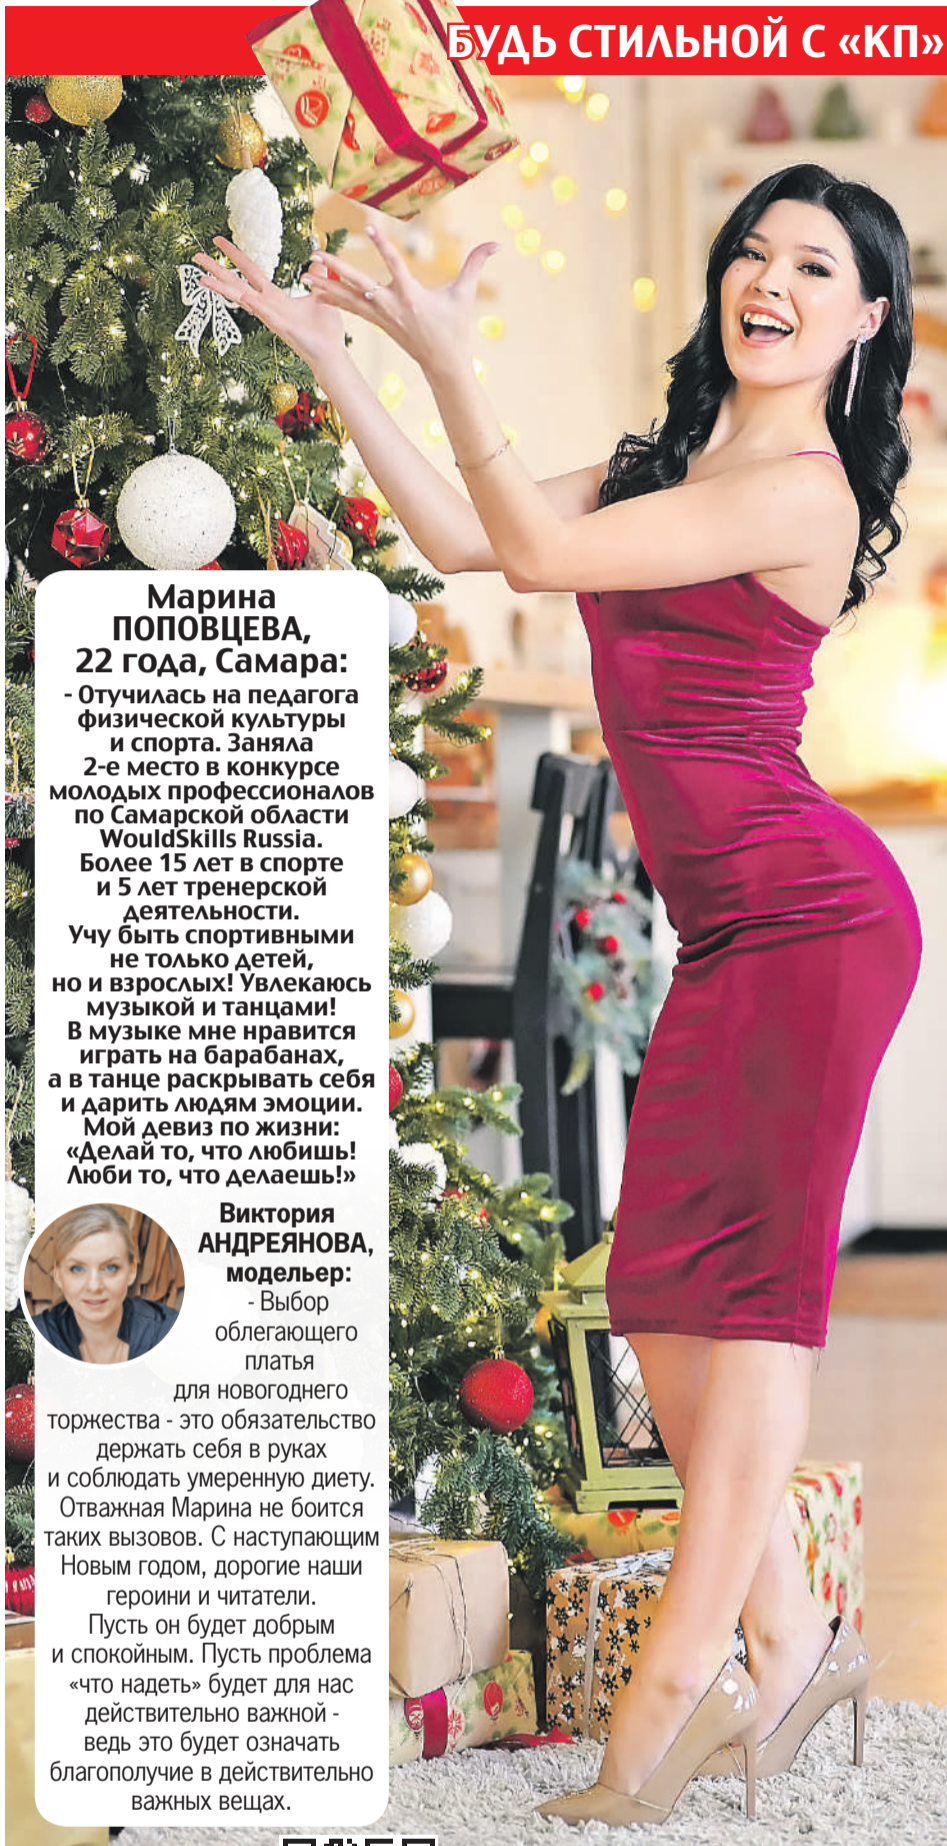 БУДЬ СТИЛЬНОЙ С «КП»
Марина
ПОПОВЦЕВА,
22 года, Самара:
- Отучилась на педагога
физической культуры
и спорта. Заняла
2-е место в конкурсе
молодых профессионалов
по Самарской области
WouldSkills Russia.
Более 15 лет в спорте
и 5 лет тренерской
деятельности.
Учу быть спортивными
не только детей,
но и взрослых! Увлекаюсь
музыкой и танцами!
В музыке мне нравится
играть на барабанах,
а в танце раскрывать себя
и дарить людям эмоции.
Мой девиз по жизни:
«Делай то, что любишь!
Люби то, что делаешь!»
Виктория
АНДРЕЯНОВА,
модельер:
- Выбор
облегающего
платья
для новогоднего
торжества - это обязательство
держать себя в руках
и соблюдать умеренную диету.
Отважная Марина не боится
таких вызовов. С наступающим
Новым годом, дорогие наши
героини и читатели.
Пусть он будет добрым
и спокойным. Пусть проблема
«что надеть» будет для нас
действительно важной -
ведь это будет означать
благополучие в действительно
важных вещах.